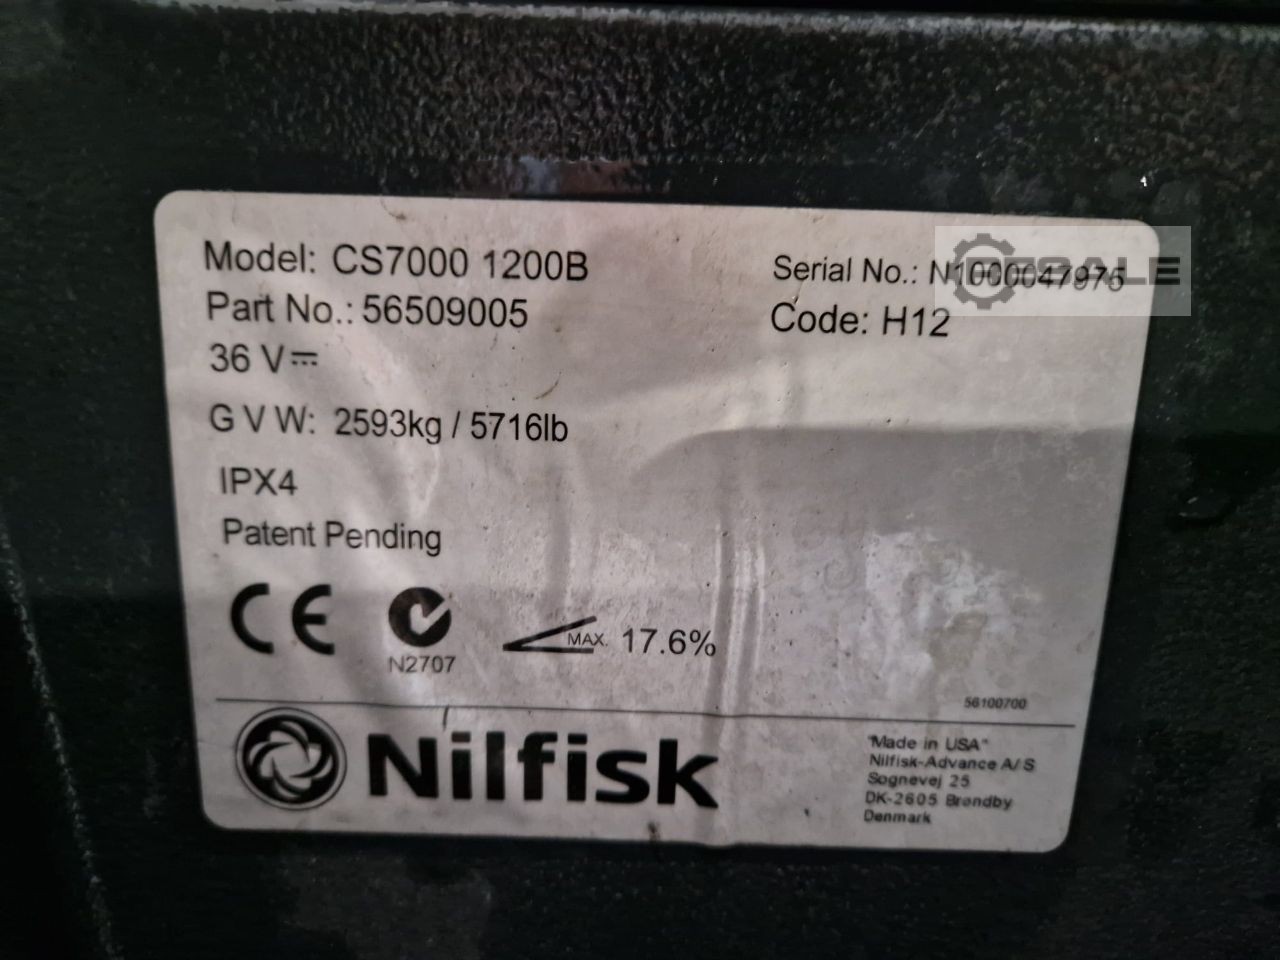 Model: CS7000 1200B
Part No.: 56509005
36 V
G V W: 2593kg / 5716lb
IPX4
Patent Pending
Serial No.: N1000047975
Code: H12
CE
N2707
MAX. 17.6%
56100700
Nilfisk
"Made in USA"
Nilfisk-Advance A/S
Sognevej 25
DK-2605 Brøndby
Denmark